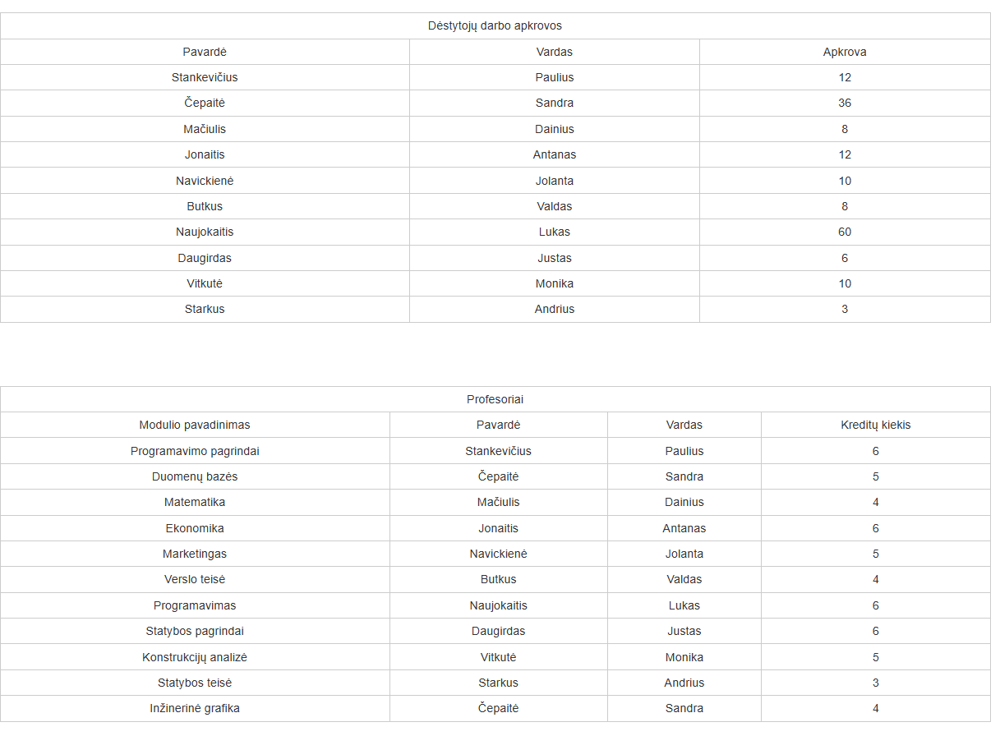 Dėstytojų darbo apkrovos
Pavardė Vardas Apkrova
Stankevičius Paulius 12
Čepaitė Sandra 36
Mačiulis Dainius 8
Jonaitis Antanas 12
Navickienė Jolanta 10
Butkus Valdas 8
Naujokaitis Lukas 60
Daugirdas Justas 6
Vitkutė Monika 10
Starkus Andrius 3
Profesoriai
Modulio pavadinimas Pavardė Vardas Kreditų kiekis
Programavimo pagrindai Stankevičius Paulius 6
Duomenų bazės Čepaitė Sandra 5
Matematika Mačiulis Dainius 4
Ekonomika Jonaitis Antanas 6
Marketingas Navickienė Jolanta 5
Verslo teisė Butkus Valdas 4
Programavimas Naujokaitis Lukas 6
Statybos pagrindai Daugirdas Justas 6
Konstrukcijų analizė Vitkutė Monika 5
Statybos teisė Starkus Andrius 3
Inžinerinė grafika Čepaitė Sandra 4